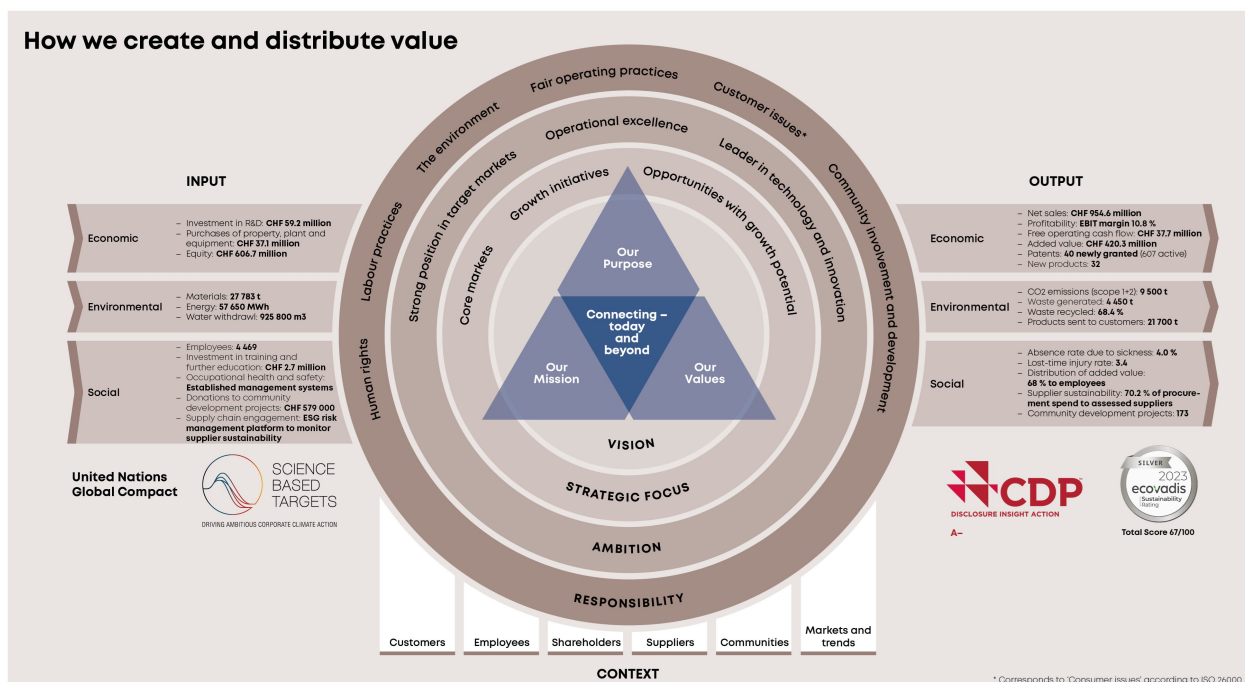 How we create and distribute value
INPUT
Economic
– Investment in R&D: CHF 59.2 million
– Purchases of property, plant and
equipment: CHF 37.1 million
– Equity: CHF 606.7 million
Environmental
– Materials: 27 783 t
– Energy: 57 650 MWh
– Water withdrawl: 925 800 m3
Social
– Employees: 4 469
– Investment in training and
further education: CHF 2.7 million
– Occupational health and safety:
Established management systems
– Donations to community
development projects: CHF 579 000
– Supply chain engagement: ESG risk
management platform to monitor
supplier sustainability
United Nations
Global Compact
SCIENCE
BASED
TARGETS
DRIVING AMBITIOUS CORPORATE CLIMATE ACTION
Human rights
Labour practices
The environment
Fair operating practices
Customer issues*
Community involvement and development
Strong position in target markets
Operational excellence
Leader in technology and innovation
Core markets
Growth initiatives
Opportunities with growth potential
Our
Purpose
Connecting –
today
and
beyond
Our
Mission
Our
Values
VISION
STRATEGIC FOCUS
AMBITION
RESPONSIBILITY
Customers
Employees
Shareholders
Suppliers
Communities
Markets and
trends
CONTEXT
OUTPUT
Economic
– Net sales: CHF 954.6 million
– Profitability: EBIT margin 10.8 %
– Free operating cash flow: CHF 37.7 million
– Added value: CHF 420.3 million
– Patents: 40 newly granted (607 active)
– New products: 32
Environmental
– CO2 emissions (scope 1+2): 9 500 t
– Waste generated: 4 450 t
– Waste recycled: 68.4 %
– Products sent to customers: 21 700 t
Social
– Absence rate due to sickness: 4.0 %
– Lost-time injury rate: 3.4
– Distribution of added value:
68 % to employees
– Supplier sustainability: 70.2 % of procure-
ment spend to assessed suppliers
– Community development projects: 173
CDP
DISCLOSURE INSIGHT ACTION
A–
SILVER
2023
ecovadis
Sustainability
Rating
Total Score 67/100
* Corresponds to 'Consumer issues' according to ISO 26000